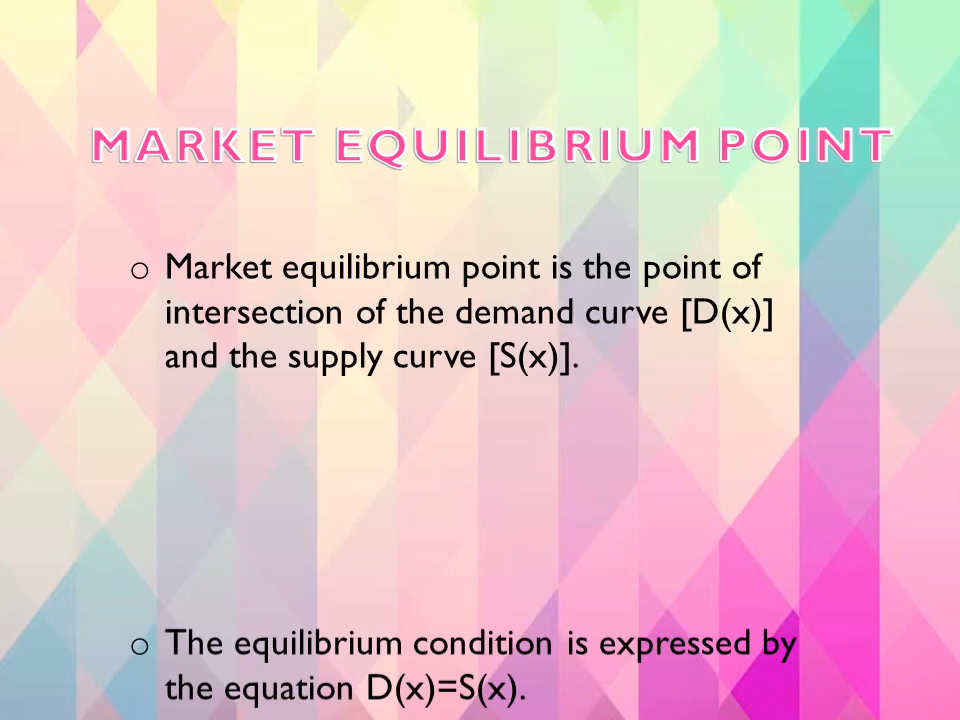 MARKET EQUILIBRIUM POINT
o Market equilibrium point is the point of
intersection of the demand curve [D(x)]
and the supply curve [S(x)].
o The equilibrium condition is expressed by
the equation D(x)=S(x).